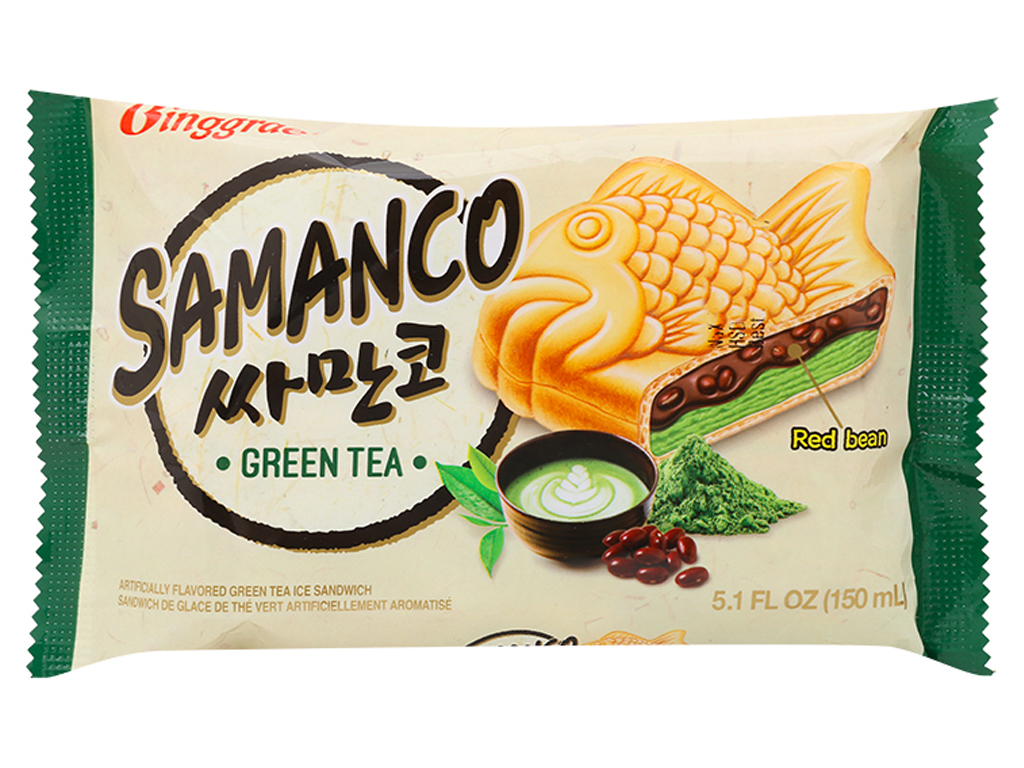 Binggrae
SAMANCO
싸만코
• GREEN TEA •
Red bean
ARTIFICIALLY FLAVORED GREEN TEA ICE SANDWICH
SANDWICH DE GLACE DE THÉ VERT ARTIFICIELLEMENT AROMATISÉ
5.1 FL OZ (150 mL)
SAMANCO